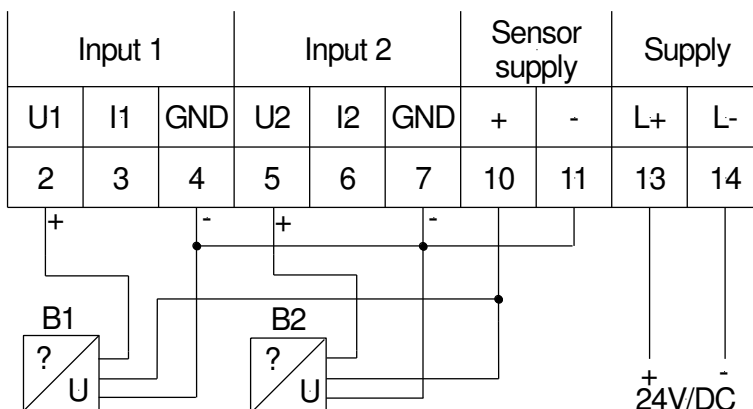 Input 1 Input 2 Sensor supply Supply
U1 I1 GND U2 I2 GND + - L+ L-
2 3 4 5 6 7 10 11 13 14
+ - + -
B1 B2
? ?
U U
+ -
24V/DC